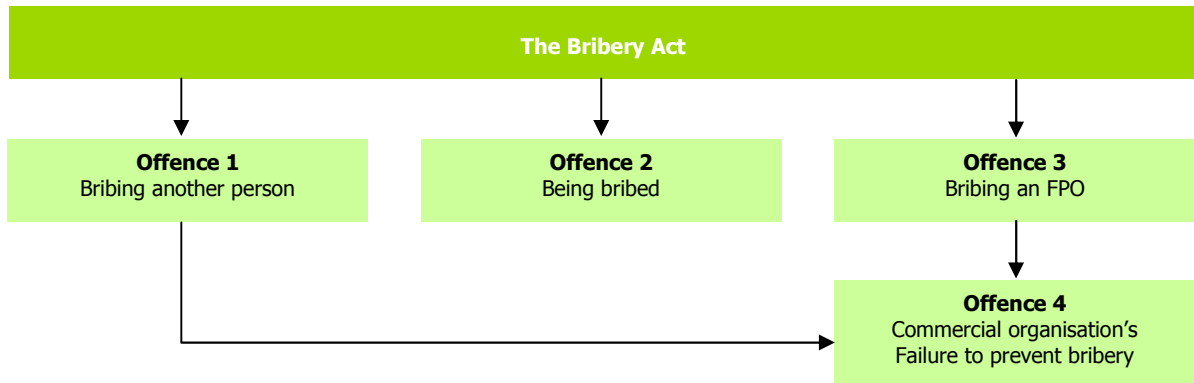 The Bribery Act
Offence 1
Bribing another person
Offence 2
Being bribed
Offence 3
Bribing an FPO
Offence 4
Commercial organisation’s
Failure to prevent bribery